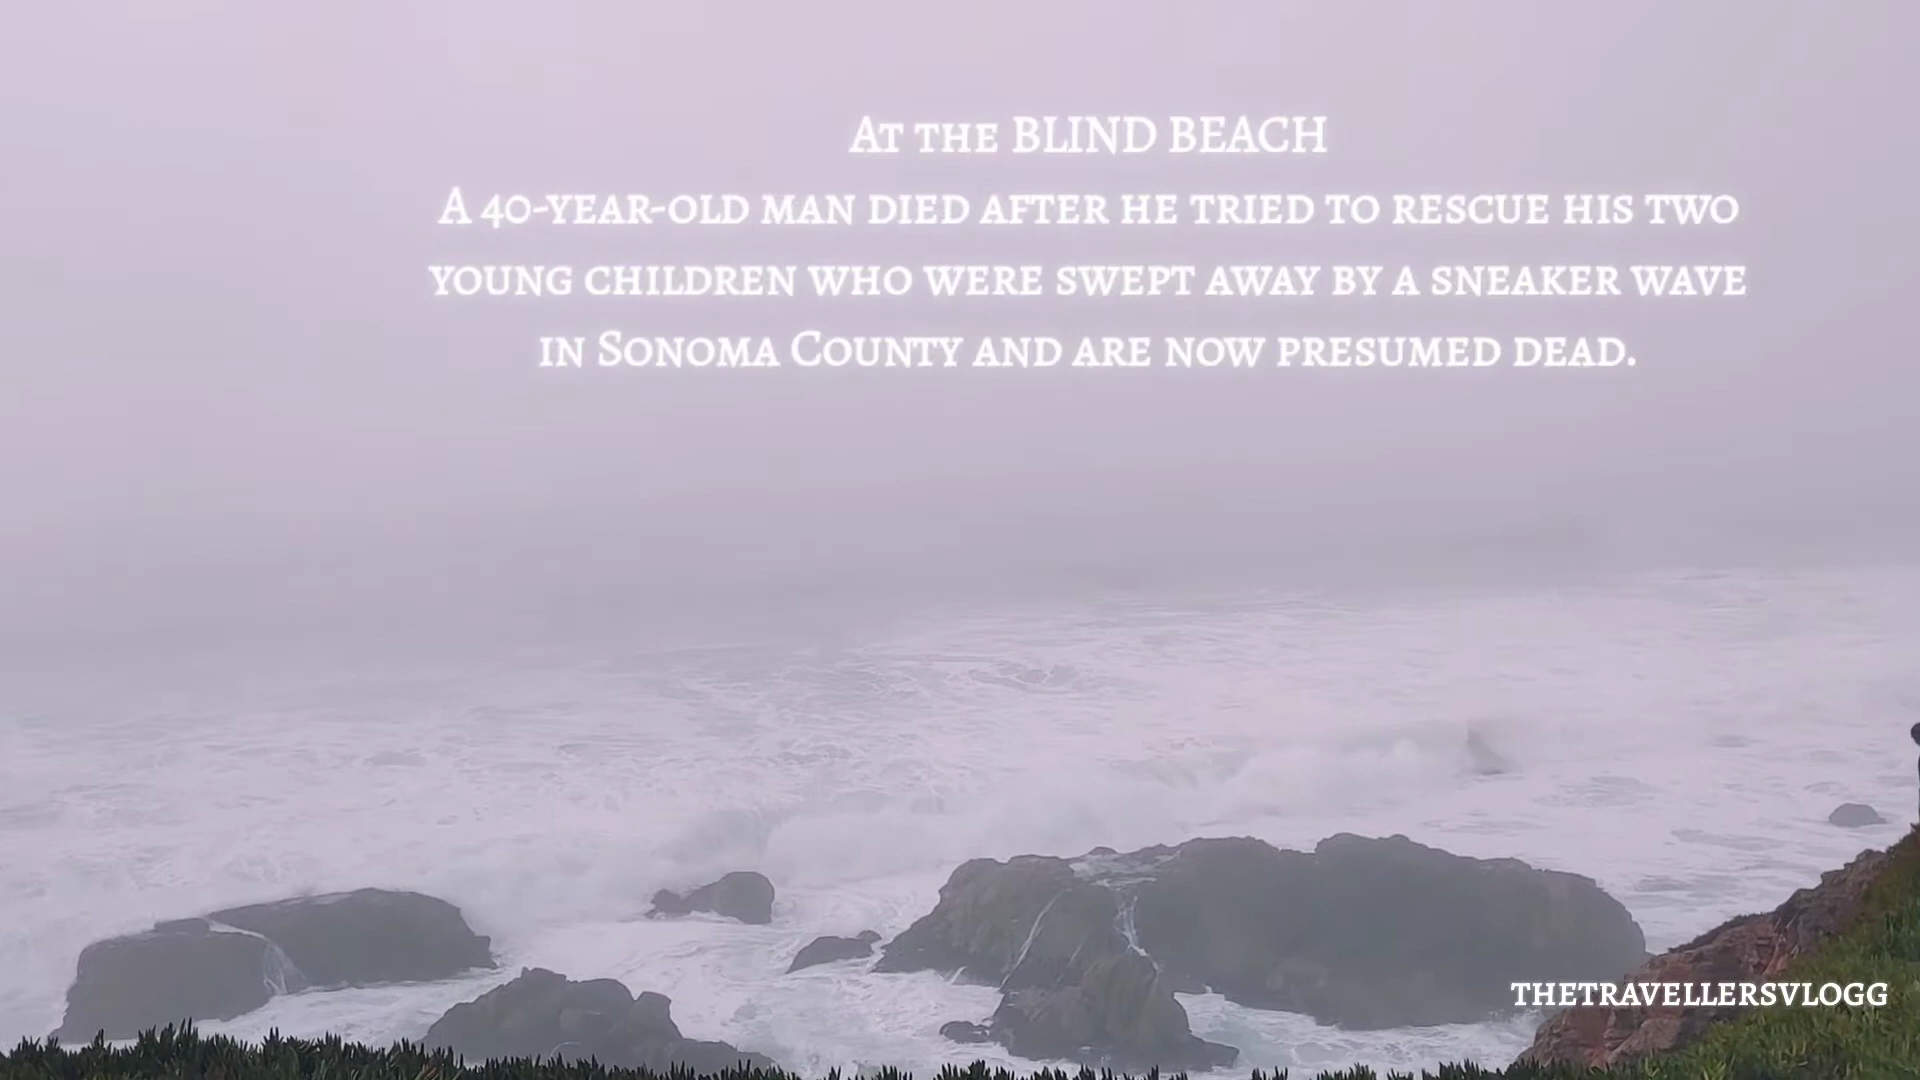 At the BLIND BEACH
A 40-year-old man died after he tried to rescue his two
young children who were swept away by a sneaker wave
in Sonoma County and are now presumed dead.
THETRAVELLERSVLOGG